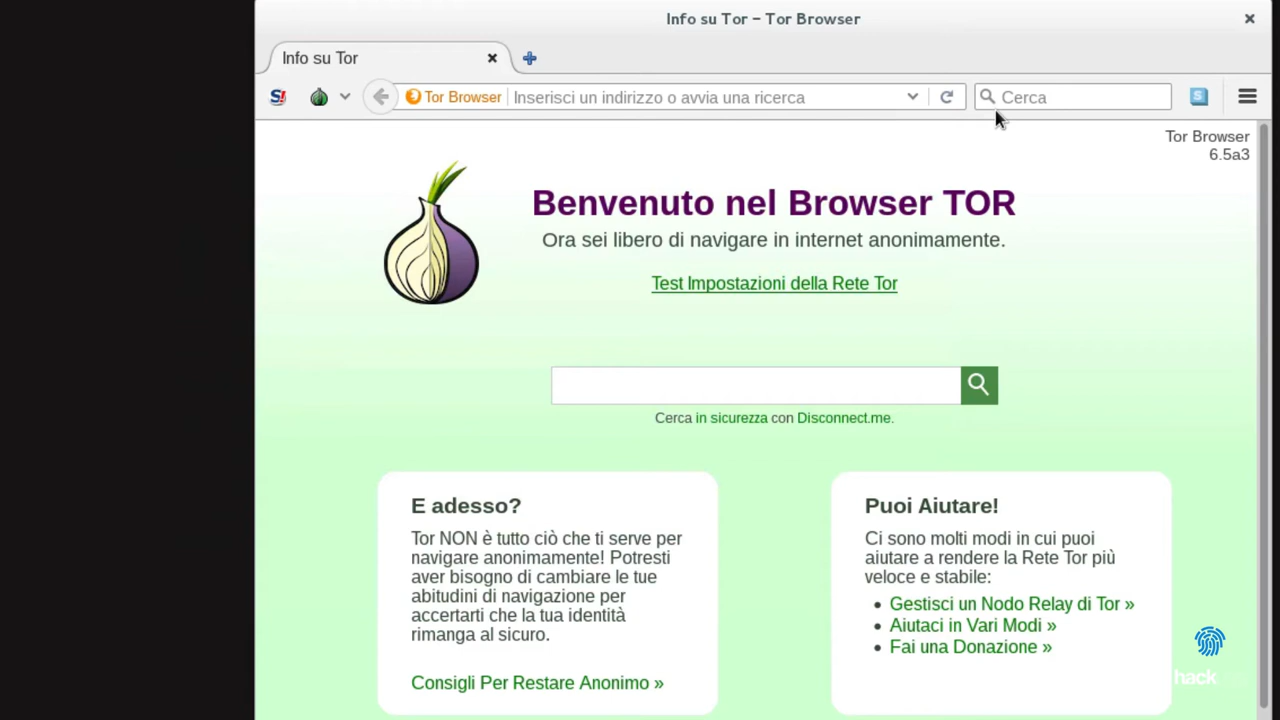 Info su Tor – Tor Browser
Info su Tor
S!
Tor Browser
Inserisci un indirizzo o avvia una ricerca
Cerca
S
Tor Browser
6.5a3
Benvenuto nel Browser TOR
Ora sei libero di navigare in internet anonimamente.
Test Impostazioni della Rete Tor
Cerca in sicurezza con Disconnect.me.
E adesso?
Tor NON è tutto ciò che ti serve per
navigare anonimamente! Potresti
aver bisogno di cambiare le tue
abitudini di navigazione per
accertarti che la tua identità
rimanga al sicuro.
Consigli Per Restare Anonimo »
Puoi Aiutare!
Ci sono molti modi in cui puoi
aiutare a rendere la Rete Tor più
veloce e stabile:
Gestisci un Nodo Relay di Tor »
Aiutaci in Vari Modi »
Fai una Donazione »
hack